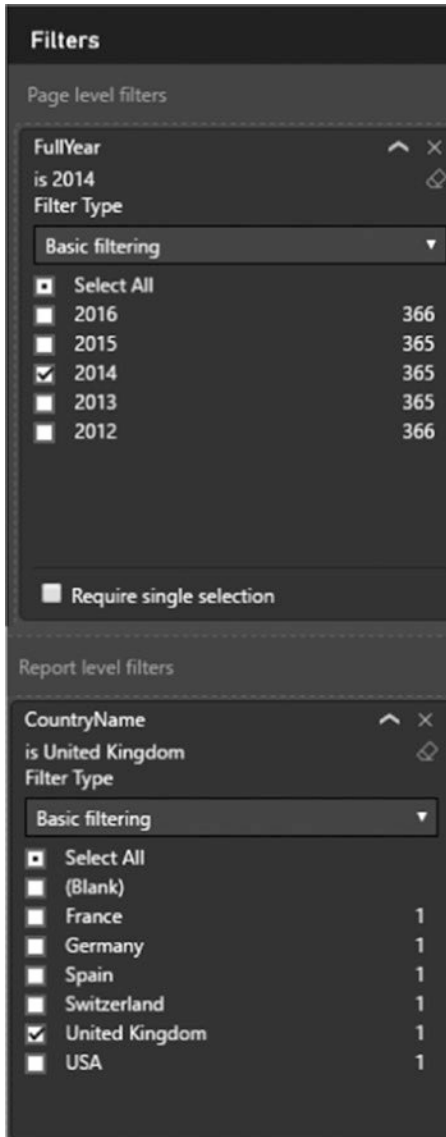 Filters
Page level filters
FullYear
is 2014
Filter Type
Basic filtering
Select All
2016 366
2015 365
2014 365
2013 365
2012 366
Require single selection
Report level filters
CountryName
is United Kingdom
Filter Type
Basic filtering
Select All
(Blank)
France 1
Germany 1
Spain 1
Switzerland 1
United Kingdom 1
USA 1